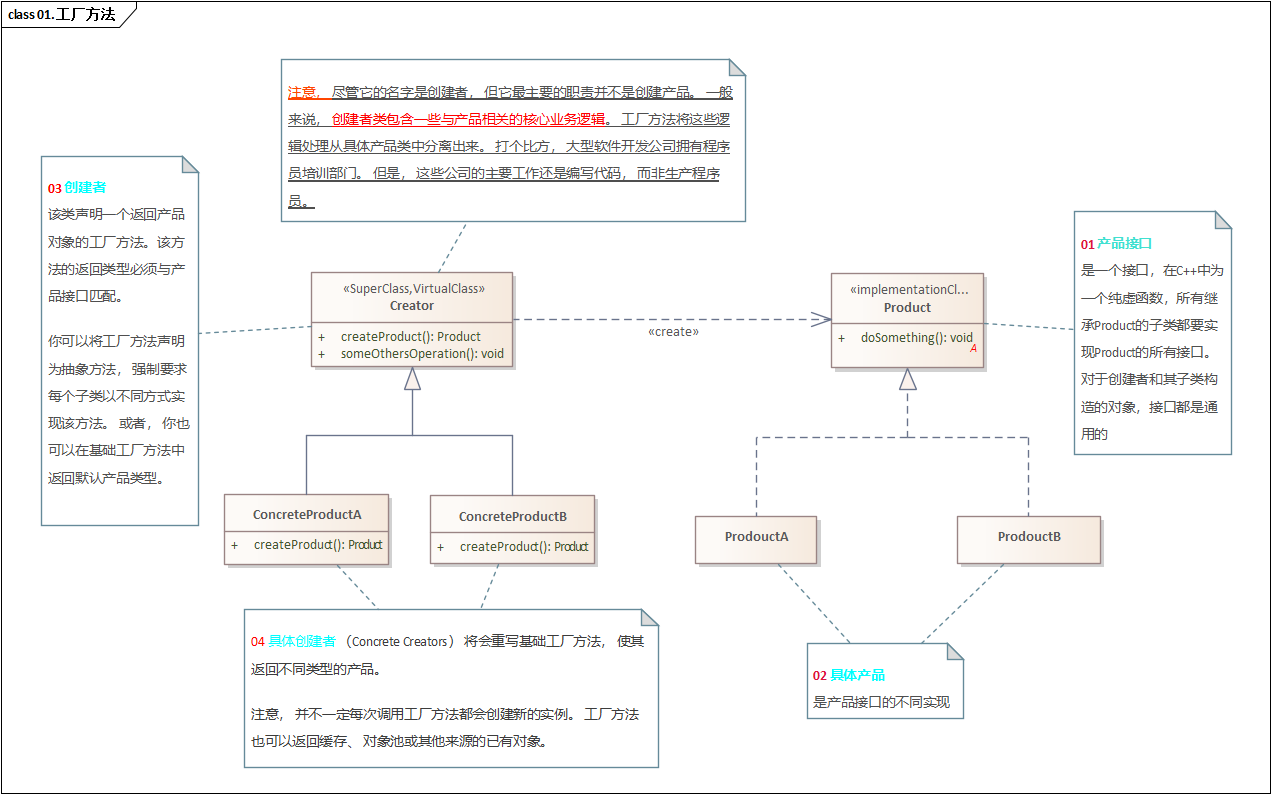 class 01.工厂方法
注意, 尽管它的名字是创建者, 但它最主要的职责并不是创建产品。 一般
来说, 创建者类包含一些与产品相关的核心业务逻辑。 工厂方法将这些逻
辑处理从具体产品类中分离出来。 打个比方, 大型软件开发公司拥有程序
员培训部门。 但是, 这些公司的主要工作还是编写代码, 而非生产程序
员。
03 创建者
该类声明一个返回产品
对象的工厂方法。该方
法的返回类型必须与产
品接口匹配。
你可以将工厂方法声明
为抽象方法, 强制要求
每个子类以不同方式实
现该方法。 或者, 你也
可以在基础工厂方法中
返回默认产品类型。
«SuperClass,VirtualClass»
Creator
+ createProduct(): Product
+ someOthersOperation(): void
«create»
«implementationCl...
Product
+ doSomething(): void
A
01 产品接口
是一个接口, 在C++中为
一个纯虚函数, 所有继
承Product的子类都要实
现Product的所有接口。
对于创建者和其子类构
造的对象, 接口都是通
用的
ConcreteProductA
+ createProduct(): Product
ConcreteProductB
+ createProduct(): Product
ProdouctA
ProdouctB
04 具体创建者 （Concrete Creators） 将会重写基础工厂方法, 使其
返回不同类型的产品。
注意, 并不一定每次调用工厂方法都会创建新的实例。 工厂方法
也可以返回缓存、 对象池或其他来源的已有对象。
02 具体产品
是产品接口的不同实现